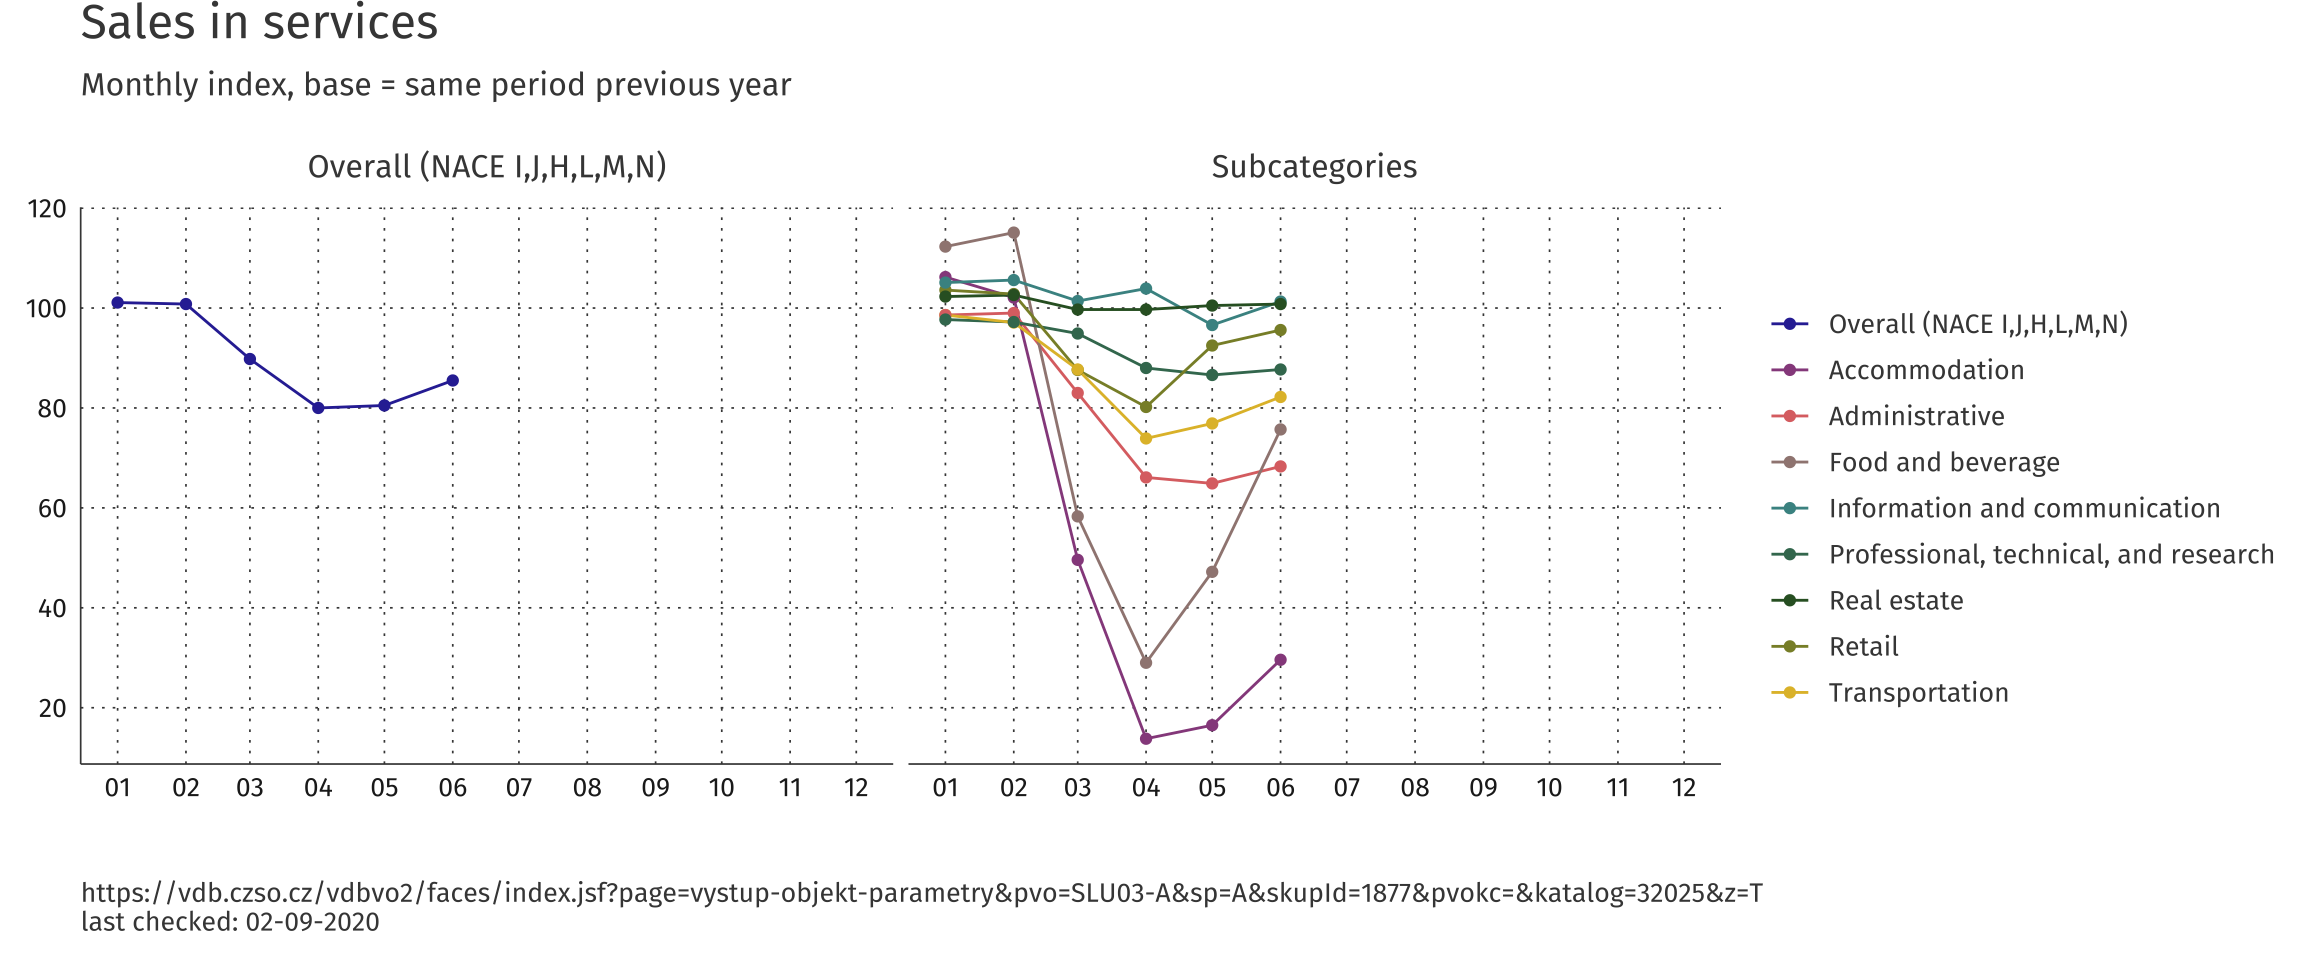 Sales in services
Monthly index, base = same period previous year
Overall (NACE I,J,H,L,M,N)
Subcategories
120
100
80
60
40
20
01 02 03 04 05 06 07 08 09 10 11 12
01 02 03 04 05 06 07 08 09 10 11 12
Overall (NACE I,J,H,L,M,N)
Accommodation
Administrative
Food and beverage
Information and communication
Professional, technical, and research
Real estate
Retail
Transportation
https://vdb.czso.cz/vdbvo2/faces/index.jsf?page=vystup-objekt-parametry&pvo=SLU03-A&sp=A&skupId=1877&pvokc=&katalog=32025&z=T
last checked: 02-09-2020